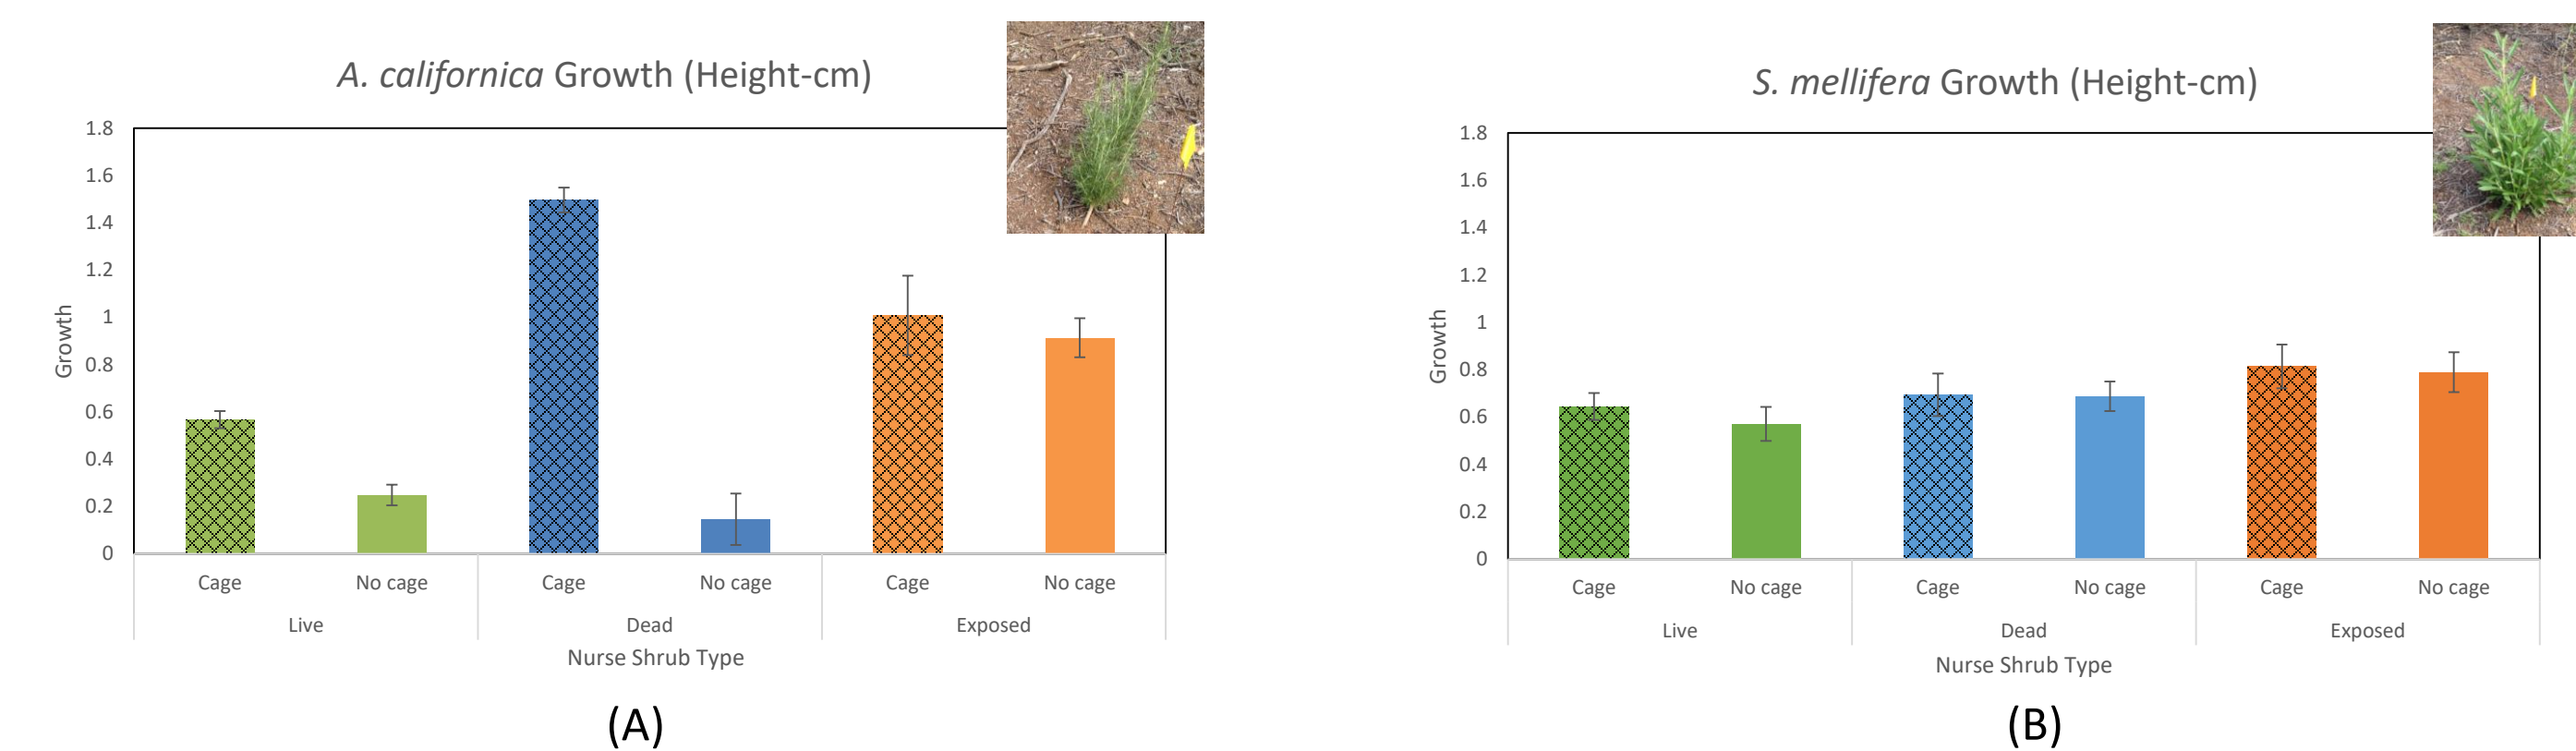 A. californica Growth (Height-cm)
1.8
1.6
1.4
1.2
1
0.8
0.6
0.4
0.2
0
Growth
Cage No cage Cage No cage Cage No cage
Live Dead Exposed
Nurse Shrub Type
(A)
S. mellifera Growth (Height-cm)
1.8
1.6
1.4
1.2
1
0.8
0.6
0.4
0.2
0
Growth
Cage No cage Cage No cage Cage No cage
Live Dead Exposed
Nurse Shrub Type
(B)